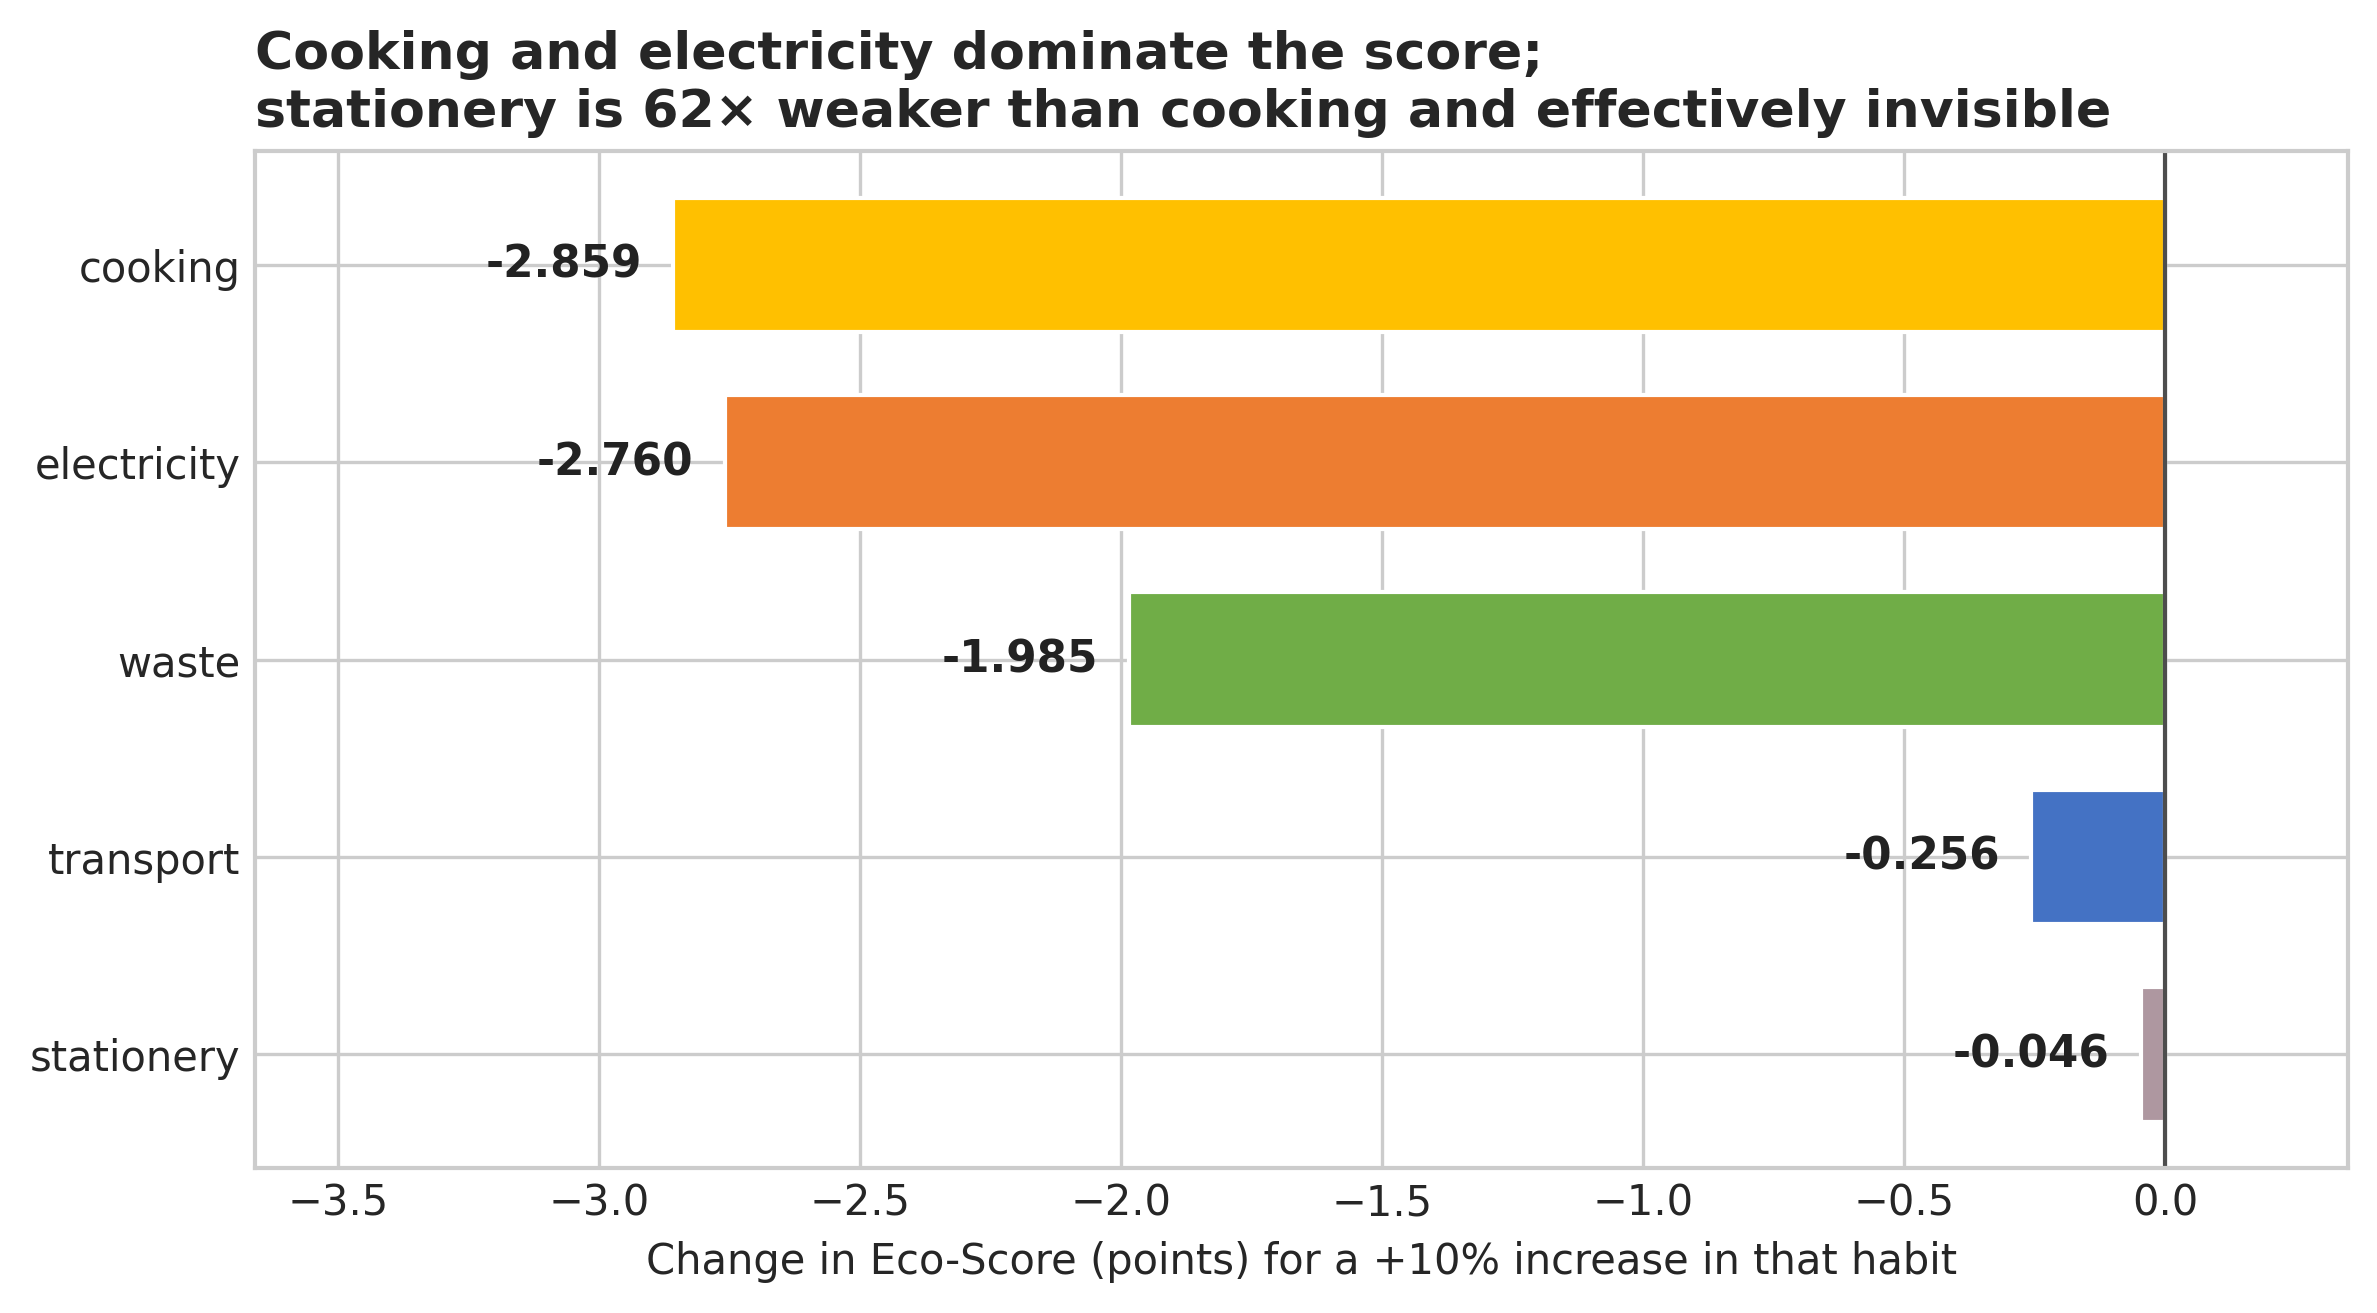 Cooking and electricity dominate the score;
stationery is 62× weaker than cooking and effectively invisible
cooking
-2.859
electricity
-2.760
waste
-1.985
transport
-0.256
stationery
-0.046
−3.5 −3.0 −2.5 −2.0 −1.5 −1.0 −0.5 0.0
Change in Eco-Score (points) for a +10% increase in that habit